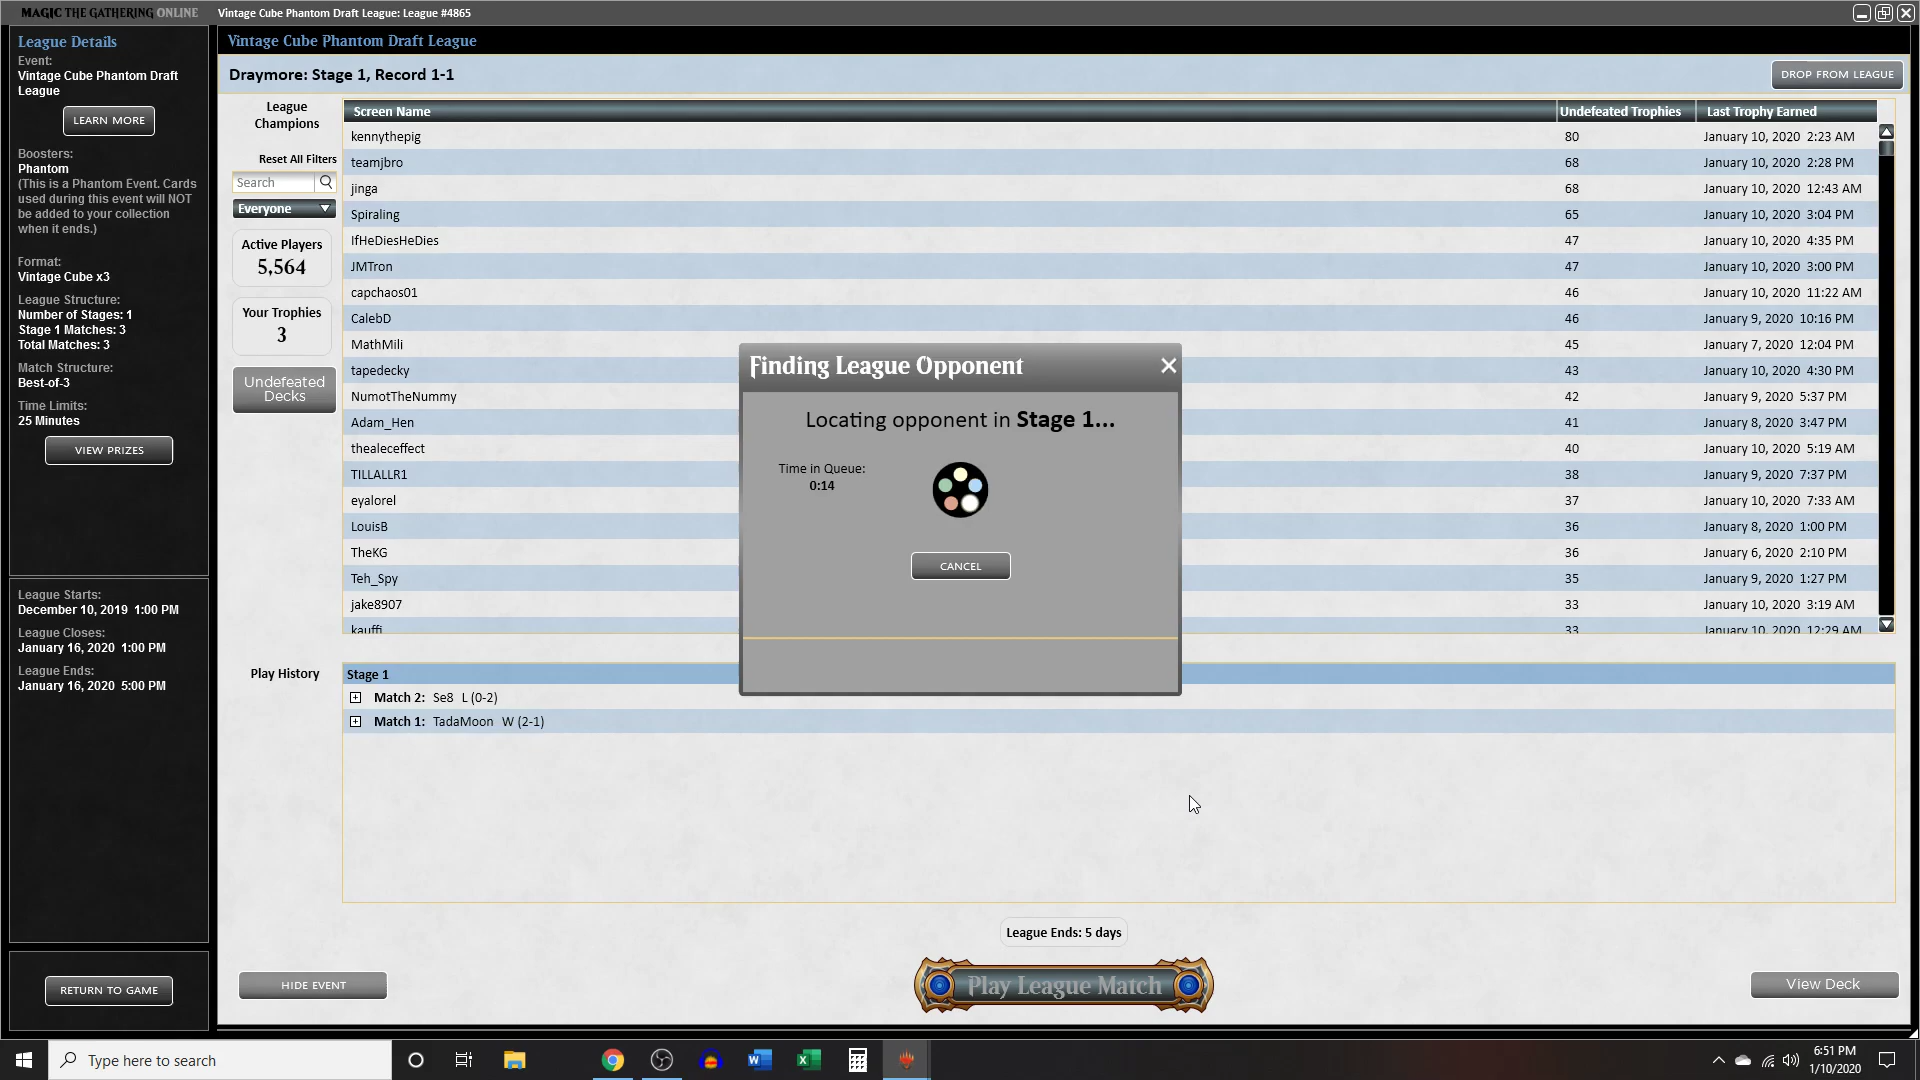 MAGIC THE GATHERING ONLINE
Vintage Cube Phantom Draft League: League #4865
League Details
Event:
Vintage Cube Phantom Draft
League
LEARN MORE
Boosters:
Phantom
(This is a Phantom Event. Cards
used during this event will NOT
be added to your collection
when it ends.)
Format:
Vintage Cube x3
League Structure:
Number of Stages: 1
Stage 1 Matches: 3
Total Matches: 3
Match Structure:
Best-of-3
Time Limits:
25 Minutes
VIEW PRIZES
League Starts:
December 10, 2019 1:00 PM
League Closes:
January 16, 2020 1:00 PM
League Ends:
January 16, 2020 5:00 PM
RETURN TO GAME
Vintage Cube Phantom Draft League
Draymore: Stage 1, Record 1-1
DROP FROM LEAGUE
League
Champions
Reset All Filters
Search
Everyone
Active Players
5,564
Your Trophies
3
Undefeated
Decks
Screen Name Undefeated Trophies Last Trophy Earned
kennythepig 80 January 10, 2020 2:23 AM
teamjbro 68 January 10, 2020 2:28 PM
jinga 68 January 10, 2020 12:43 AM
Spiraling 65 January 10, 2020 3:04 PM
IfHeDiesHeDies 47 January 10, 2020 4:35 PM
JMTron 47 January 10, 2020 3:00 PM
capchaos01 46 January 10, 2020 11:22 AM
CalebD 46 January 9, 2020 10:16 PM
MathMili 45 January 7, 2020 12:04 PM
tapedecky 43 January 10, 2020 4:30 PM
NumotTheNummy 42 January 9, 2020 5:37 PM
Adam_Hen 41 January 8, 2020 3:47 PM
thealeceffect 40 January 10, 2020 5:19 AM
TILLALLR1 38 January 9, 2020 7:37 PM
eyalorel 37 January 10, 2020 7:33 AM
LouisB 36 January 8, 2020 1:00 PM
TheKG 36 January 6, 2020 2:10 PM
Teh_Spy 35 January 9, 2020 1:27 PM
jake8907 33 January 10, 2020 3:19 AM
kauffi 33 January 10, 2020 12:29 AM
Finding League Opponent
Locating opponent in Stage 1...
Time in Queue:
0:14
CANCEL
Play History
Stage 1
Match 2: Se8 L (0-2)
Match 1: TadaMoon W (2-1)
League Ends: 5 days
HIDE EVENT
Play League Match
View Deck
Type here to search
6:51 PM
1/10/2020